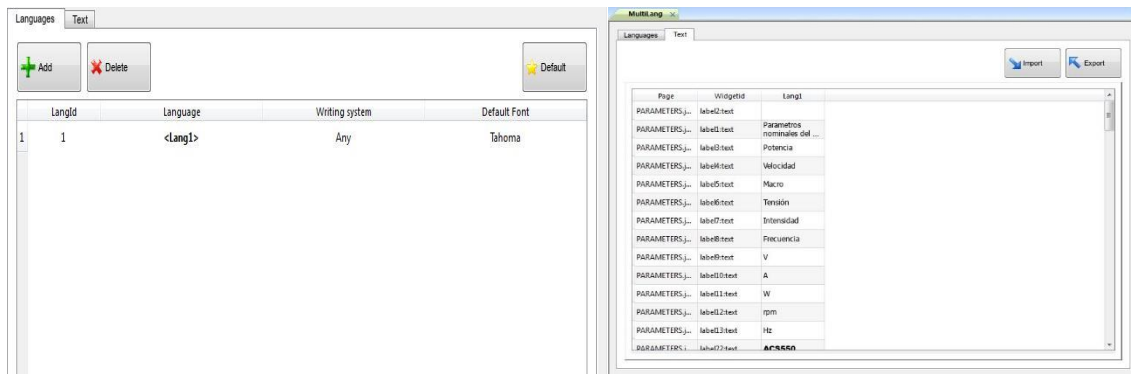 Languages Text
Add Delete Default
LangId Language Writing system Default Font
1 1 <Lang1> Any Tahoma
MultiLang
Languages Text
Import Export
Page WidgetId Lang1
PARAMETERS.j... label2:text
PARAMETERS.j... label1:text Parametros nominales del ...
PARAMETERS.j... label3:text Potencia
PARAMETERS.j... label4:text Velocidad
PARAMETERS.j... label5:text Macro
PARAMETERS.j... label6:text Tensión
PARAMETERS.j... label7:text Intensidad
PARAMETERS.j... label8:text Frecuencia
PARAMETERS.j... label9:text V
PARAMETERS.j... label10:text A
PARAMETERS.j... label11:text W
PARAMETERS.j... label12:text rpm
PARAMETERS.j... label13:text Hz
PARAMETERS.j... label22:text ACS550